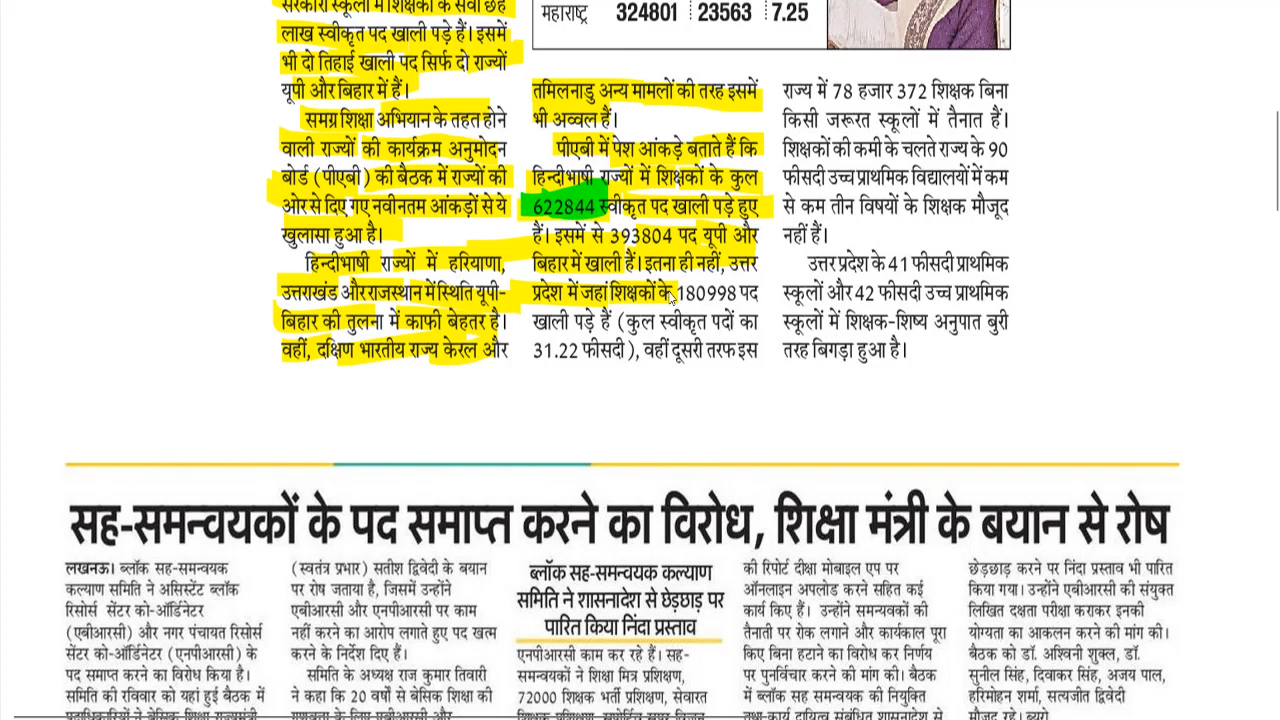 सरकारी स्कूलों में शिक्षकों के सवा छह
लाख स्वीकृत पद खाली पड़े हैं। इसमें
भी दो तिहाई खाली पद सिर्फ दो राज्यों
यूपी और बिहार में हैं।
समग्र शिक्षा अभियान के तहत होने
वाली राज्यों की कार्यक्रम अनुमोदन
बोर्ड (पीएबी) की बैठक में राज्यों की
ओर से दिए गए नवीनतम आंकड़ों से ये
खुलासा हुआ है।
हिन्दीभाषी राज्यों में हरियाणा,
उत्तराखंड और राजस्थान में स्थिति यूपी-
बिहार की तुलना में काफी बेहतर है।
वहीं, दक्षिण भारतीय राज्य केरल और
महाराष्ट्र 324801 23563 7.25
तमिलनाडु अन्य मामलों की तरह इसमें
भी अव्वल हैं।
पीएबी में पेश आंकड़े बताते हैं कि
हिन्दीभाषी राज्यों में शिक्षकों के कुल
622844 स्वीकृत पद खाली पड़े हुए
हैं। इसमें से 393804 पद यूपी और
बिहार में खाली हैं। इतना ही नहीं, उत्तर
प्रदेश में जहां शिक्षकों के 180998 पद
खाली पड़े हैं (कुल स्वीकृत पदों का
31.22 फीसदी), वहीं दूसरी तरफ इस
राज्य में 78 हजार 372 शिक्षक बिना
किसी जरूरत स्कूलों में तैनात हैं।
शिक्षकों की कमी के चलते राज्य के 90
फीसदी उच्च प्राथमिक विद्यालयों में कम
से कम तीन विषयों के शिक्षक मौजूद
नहीं हैं।
उत्तर प्रदेश के 41 फीसदी प्राथमिक
स्कूलों और 42 फीसदी उच्च प्राथमिक
स्कूलों में शिक्षक-शिष्य अनुपात बुरी
तरह बिगड़ा हुआ है।
सह-समन्वयकों के पद समाप्त करने का विरोध, शिक्षा मंत्री के बयान से रोष
लखनऊ। ब्लॉक सह-समन्वयक
कल्याण समिति ने असिस्टेंट ब्लॉक
रिसोर्स सेंटर को-ऑर्डिनेटर
(एबीआरसी) और नगर पंचायत रिसोर्स
सेंटर को-ऑर्डिनेटर (एनपीआरसी) के
पद समाप्त करने का विरोध किया है।
समिति की रविवार को यहां हुई बैठक में
पदाधिकारियों ने बेसिक शिक्षा राज्यमंत्री
(स्वतंत्र प्रभार) सतीश द्विवेदी के बयान
पर रोष जताया है, जिसमें उन्होंने
एबीआरसी और एनपीआरसी पर काम
नहीं करने का आरोप लगाते हुए पद खत्म
करने के निर्देश दिए हैं।
समिति के अध्यक्ष राज कुमार तिवारी
ने कहा कि 20 वर्षों से बेसिक शिक्षा की
गुणवत्ता के लिए एबीआरसी और
ब्लॉक सह-समन्वयक कल्याण
समिति ने शासनादेश से छेड़छाड़ पर
पारित किया निंदा प्रस्ताव
एनपीआरसी काम कर रहे हैं। सह-
समन्वयकों ने शिक्षा मित्र प्रशिक्षण,
72000 शिक्षक भर्ती प्रशिक्षण, सेवारत
की रिपोर्ट दीक्षा मोबाइल एप पर
ऑनलाइन अपलोड करने सहित कई
कार्य किए हैं। उन्होंने समन्यवकों की
तैनाती पर रोक लगाने और कार्यकाल पूरा
किए बिना हटाने का विरोध कर निर्णय
पर पुनर्विचार करने की मांग की। बैठक
में ब्लॉक सह समन्वयक की नियुक्ति
तथा कार्य दायित्व संबंधित शासनादेश से
छेड़छाड़ करने पर निंदा प्रस्ताव भी पारित
किया गया। उन्होंने एबीआरसी की संयुक्त
लिखित दक्षता परीक्षा कराकर इनकी
योग्यता का आकलन करने की मांग की।
बैठक को डॉ. अश्विनी शुक्ल, डॉ.
सुनील सिंह, दिवाकर सिंह, अजय पाल,
हरिमोहन शर्मा, सत्यजीत द्विवेदी
मौजूद रहे। ब्यूरो